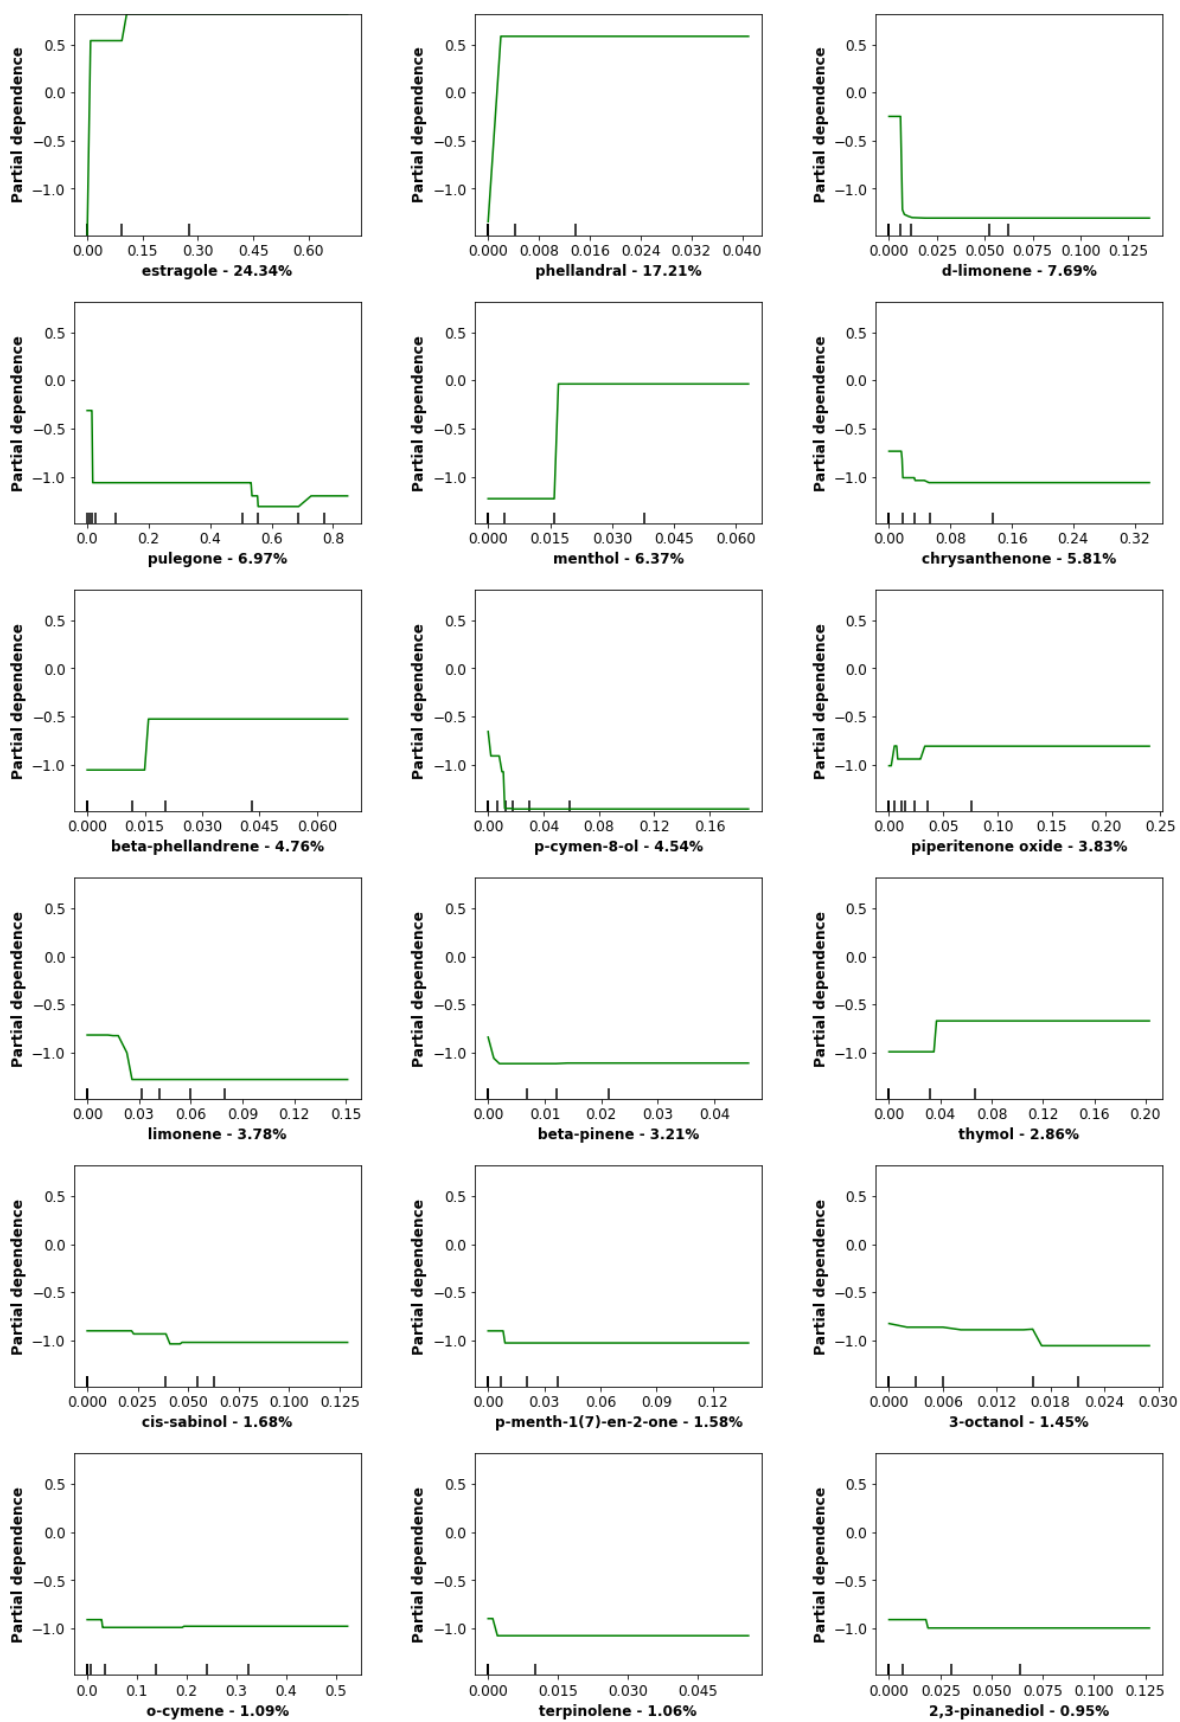 0.5
0.0
−0.5
−1.0
Partial dependence
0.00 0.15 0.30 0.45 0.60
estragole - 24.34%
0.5
0.0
−0.5
−1.0
Partial dependence
0.000 0.008 0.016 0.024 0.032 0.040
phellandral - 17.21%
0.5
0.0
−0.5
−1.0
Partial dependence
0.000 0.025 0.050 0.075 0.100 0.125
d-limonene - 7.69%
0.5
0.0
−0.5
−1.0
Partial dependence
0.0 0.2 0.4 0.6 0.8
pulegone - 6.97%
0.5
0.0
−0.5
−1.0
Partial dependence
0.000 0.015 0.030 0.045 0.060
menthol - 6.37%
0.5
0.0
−0.5
−1.0
Partial dependence
0.00 0.08 0.16 0.24 0.32
chrysanthenone - 5.81%
0.5
0.0
−0.5
−1.0
Partial dependence
0.000 0.015 0.030 0.045 0.060
beta-phellandrene - 4.76%
0.5
0.0
−0.5
−1.0
Partial dependence
0.00 0.04 0.08 0.12 0.16
p-cymen-8-ol - 4.54%
0.5
0.0
−0.5
−1.0
Partial dependence
0.00 0.05 0.10 0.15 0.20 0.25
piperitenone oxide - 3.83%
0.5
0.0
−0.5
−1.0
Partial dependence
0.00 0.03 0.06 0.09 0.12 0.15
limonene - 3.78%
0.5
0.0
−0.5
−1.0
Partial dependence
0.00 0.01 0.02 0.03 0.04
beta-pinene - 3.21%
0.5
0.0
−0.5
−1.0
Partial dependence
0.00 0.04 0.08 0.12 0.16 0.20
thymol - 2.86%
0.5
0.0
−0.5
−1.0
Partial dependence
0.000 0.025 0.050 0.075 0.100 0.125
cis-sabinol - 1.68%
0.5
0.0
−0.5
−1.0
Partial dependence
0.00 0.03 0.06 0.09 0.12
p-menth-1(7)-en-2-one - 1.58%
0.5
0.0
−0.5
−1.0
Partial dependence
0.000 0.006 0.012 0.018 0.024 0.030
3-octanol - 1.45%
0.5
0.0
−0.5
−1.0
Partial dependence
0.0 0.1 0.2 0.3 0.4 0.5
o-cymene - 1.09%
0.5
0.0
−0.5
−1.0
Partial dependence
0.000 0.015 0.030 0.045
terpinolene - 1.06%
0.5
0.0
−0.5
−1.0
Partial dependence
0.000 0.025 0.050 0.075 0.100 0.125
2,3-pinanediol - 0.95%